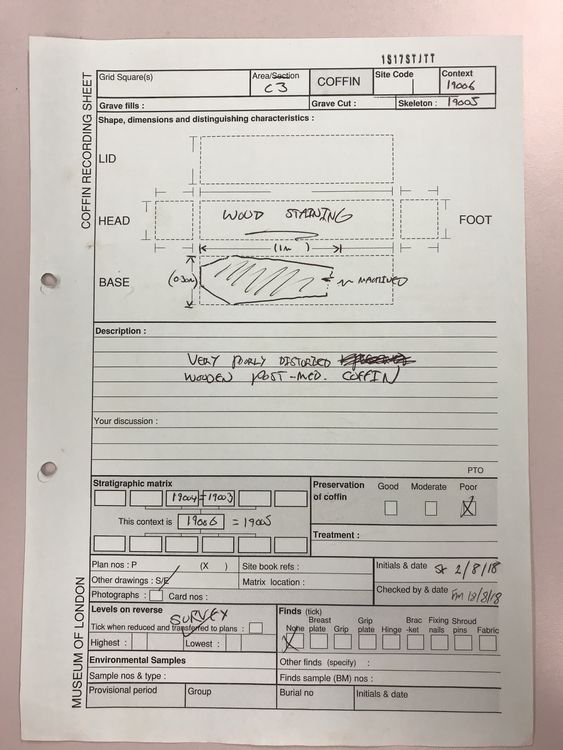 1S17STJTT
COFFIN RECORDING SHEET
Grid Square(s)
Area/Section
C3
COFFIN
Site Code
Context
19006
Grave fills :
Grave Cut :
Skeleton : 19005
Shape, dimensions and distinguishing characteristics :
LID
HEAD
WOOD STAINING
FOOT
(1m)
BASE
(0.30m)
MACHINED
Description :
VERY POORLY DISTURBED
WOODEN POST-MED. COFFIN
Your discussion :
PTO
Stratigraphic matrix
19004 = 19003
This context is 19006 = 19005
Preservation of coffin
Good Moderate Poor
X
Treatment :
Plan nos : P (X )
Site book refs :
Initials & date SK 2/8/18
Other drawings : S/E
Matrix location :
Photographs : Card nos :
Checked by & date FM 13/8/18
MUSEUM OF LONDON
Levels on reverse
SURVEY
Tick when reduced and transferred to plans :
Highest : Lowest :
Finds (tick)
None Breast plate Grip Grip plate Hinge Brac -ket Fixing nails Shroud pins Fabric
X
Environmental Samples
Other finds (specify) :
Sample nos & type :
Finds sample (BM) nos :
Provisional period
Group
Burial no
Initials & date